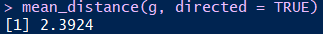 > mean_distance(g, directed = TRUE)
[1] 2.3924